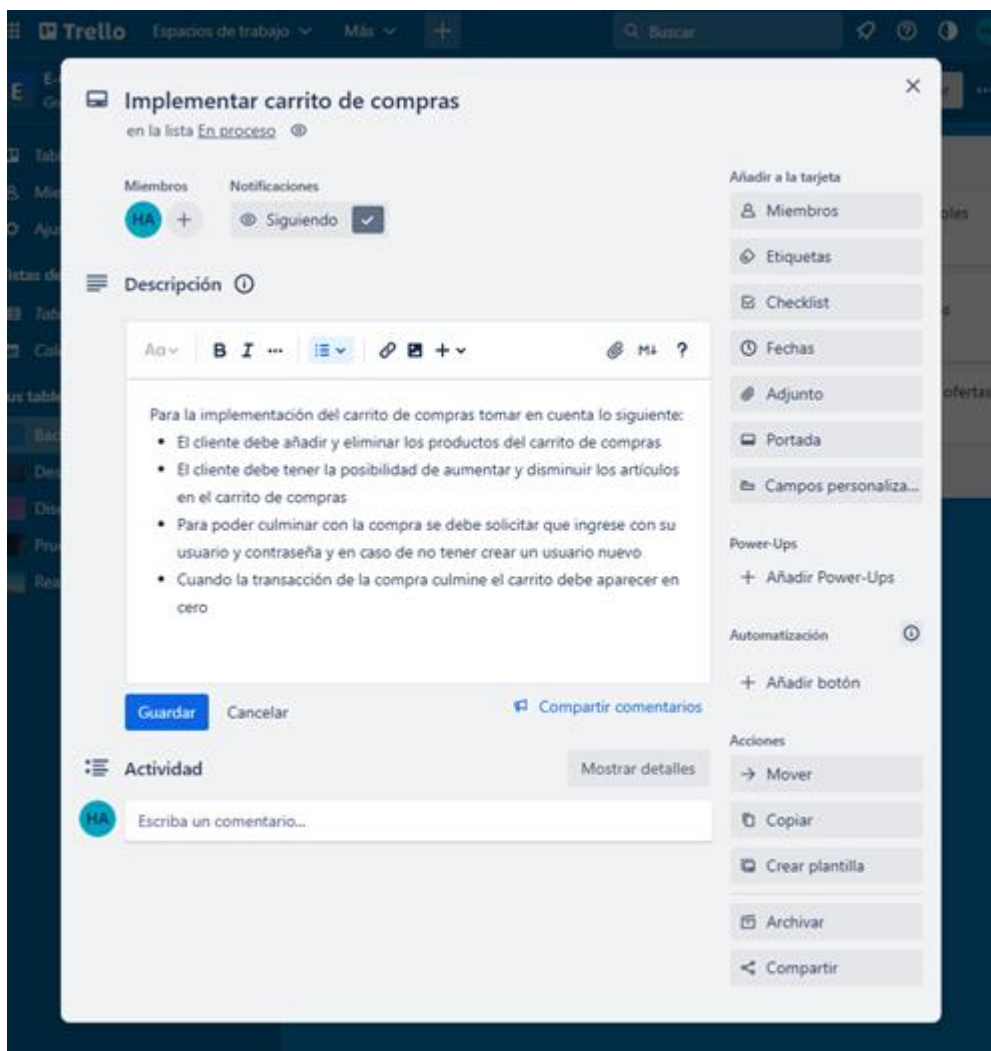 Trello Espacios de trabajo Más Buscar
E
Implementar carrito de compras
en la lista En proceso
Miembros Notificaciones
HA + Siguiendo
Descripción
Aa B I ... M↓ ?
Para la implementación del carrito de compras tomar en cuenta lo siguiente:
• El cliente debe añadir y eliminar los productos del carrito de compras
• El cliente debe tener la posibilidad de aumentar y disminuir los artículos
en el carrito de compras
• Para poder culminar con la compra se debe solicitar que ingrese con su
usuario y contraseña y en caso de no tener crear un usuario nuevo
• Cuando la transacción de la compra culmine el carrito debe aparecer en
cero
Guardar Cancelar Compartir comentarios
Actividad Mostrar detalles
HA Escriba un comentario...
Añadir a la tarjeta
Miembros
Etiquetas
Checklist
Fechas
Adjunto
Portada
Campos personaliza...
Power-Ups
+ Añadir Power-Ups
Automatización
+ Añadir botón
Acciones
→ Mover
Copiar
Crear plantilla
Archivar
Compartir
ofertas